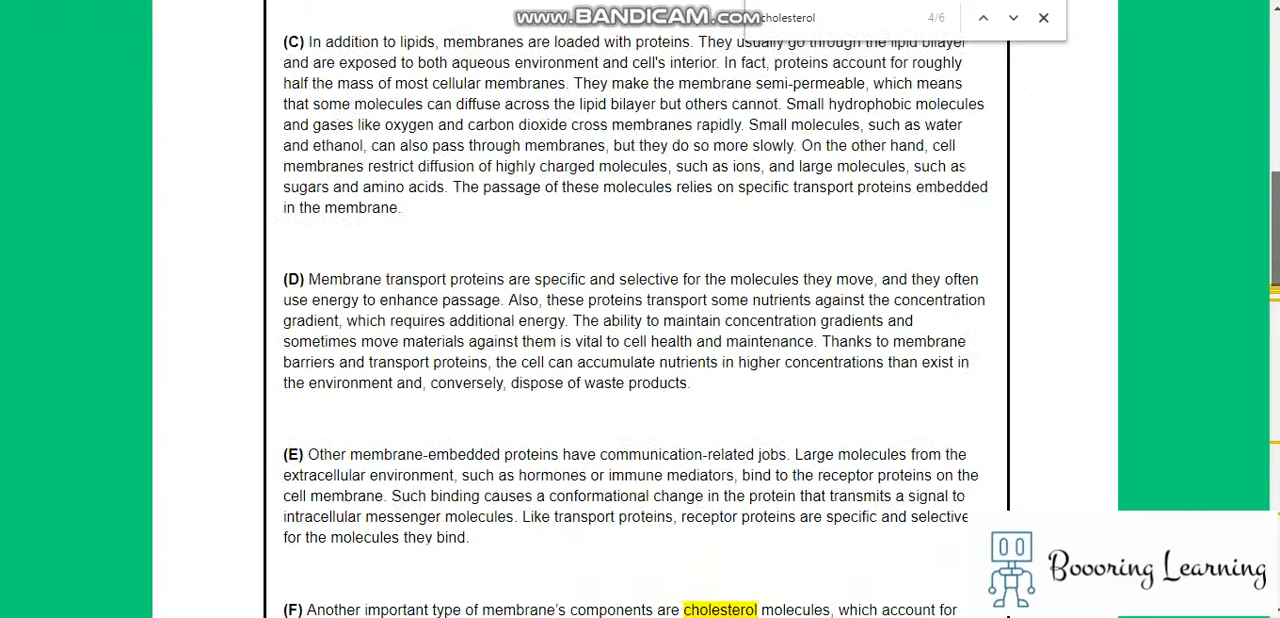 www.BANDICAM.com
cholesterol 4/6
(C) In addition to lipids, membranes are loaded with proteins. They usually go through the lipid bilayer
and are exposed to both aqueous environment and cell's interior. In fact, proteins account for roughly
half the mass of most cellular membranes. They make the membrane semi-permeable, which means
that some molecules can diffuse across the lipid bilayer but others cannot. Small hydrophobic molecules
and gases like oxygen and carbon dioxide cross membranes rapidly. Small molecules, such as water
and ethanol, can also pass through membranes, but they do so more slowly. On the other hand, cell
membranes restrict diffusion of highly charged molecules, such as ions, and large molecules, such as
sugars and amino acids. The passage of these molecules relies on specific transport proteins embedded
in the membrane.
(D) Membrane transport proteins are specific and selective for the molecules they move, and they often
use energy to enhance passage. Also, these proteins transport some nutrients against the concentration
gradient, which requires additional energy. The ability to maintain concentration gradients and
sometimes move materials against them is vital to cell health and maintenance. Thanks to membrane
barriers and transport proteins, the cell can accumulate nutrients in higher concentrations than exist in
the environment and, conversely, dispose of waste products.
(E) Other membrane-embedded proteins have communication-related jobs. Large molecules from the
extracellular environment, such as hormones or immune mediators, bind to the receptor proteins on the
cell membrane. Such binding causes a conformational change in the protein that transmits a signal to
intracellular messenger molecules. Like transport proteins, receptor proteins are specific and selective
for the molecules they bind.
Boooring Learning
(F) Another important type of membrane's components are cholesterol molecules, which account for